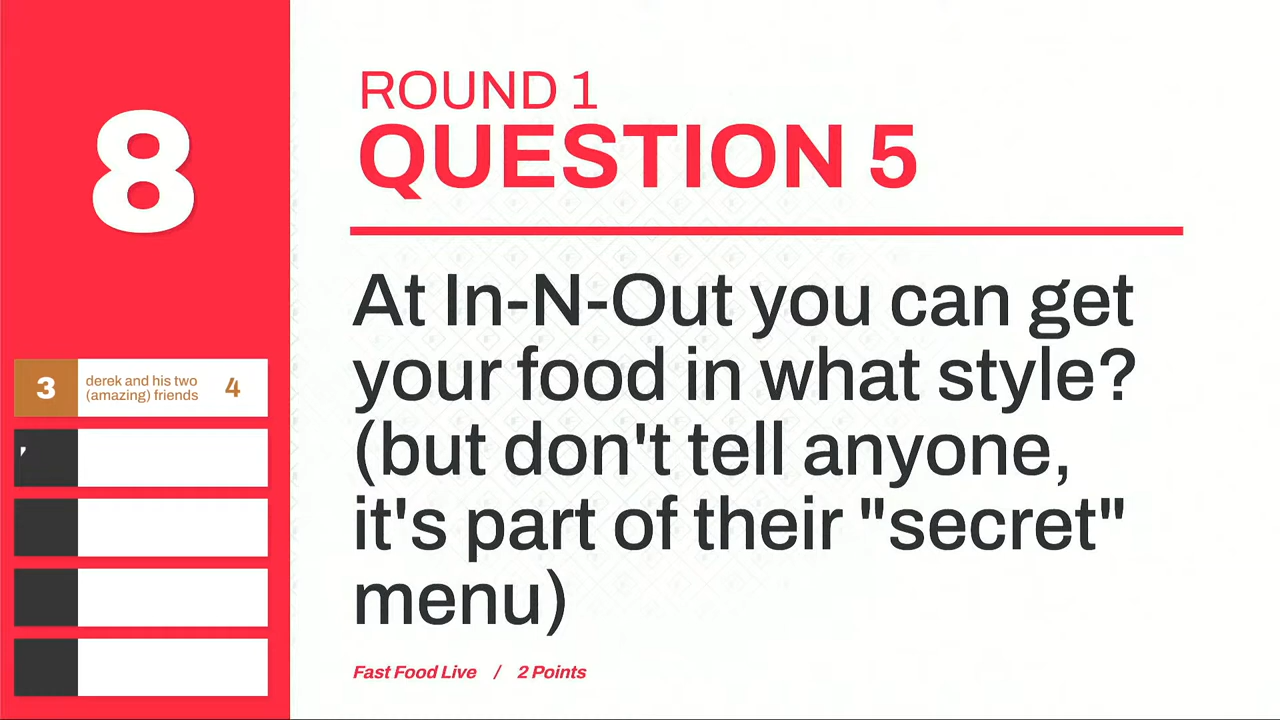 8
3
derek and his two
(amazing) friends
4
ROUND 1
QUESTION 5
At In-N-Out you can get
your food in what style?
(but don't tell anyone,
it's part of their "secret"
menu)
Fast Food Live / 2 Points